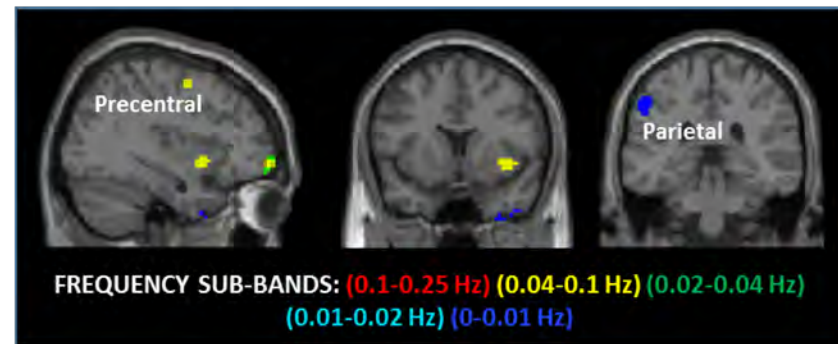 Precentral
Parietal
FREQUENCY SUB-BANDS: (0.1-0.25 Hz) (0.04-0.1 Hz) (0.02-0.04 Hz)
(0.01-0.02 Hz) (0-0.01 Hz)